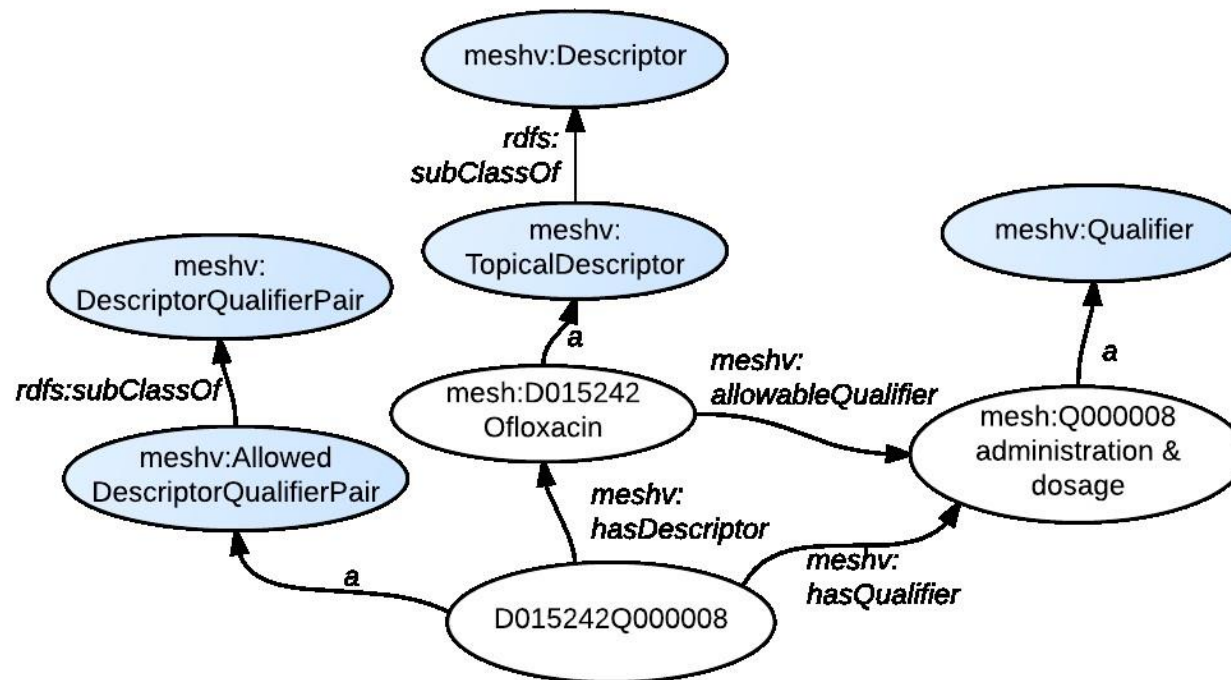 meshv:Descriptor
rdfs:
subClassOf
meshv:
TopicalDescriptor
meshv:Qualifier
meshv:
DescriptorQualifierPair
a
a
meshv:
allowableQualifier
rdfs:subClassOf
mesh:D015242
Ofloxacin
mesh:Q000008
administration &
dosage
meshv:Allowed
DescriptorQualifierPair
meshv:
hasDescriptor
meshv:
hasQualifier
a
D015242Q000008